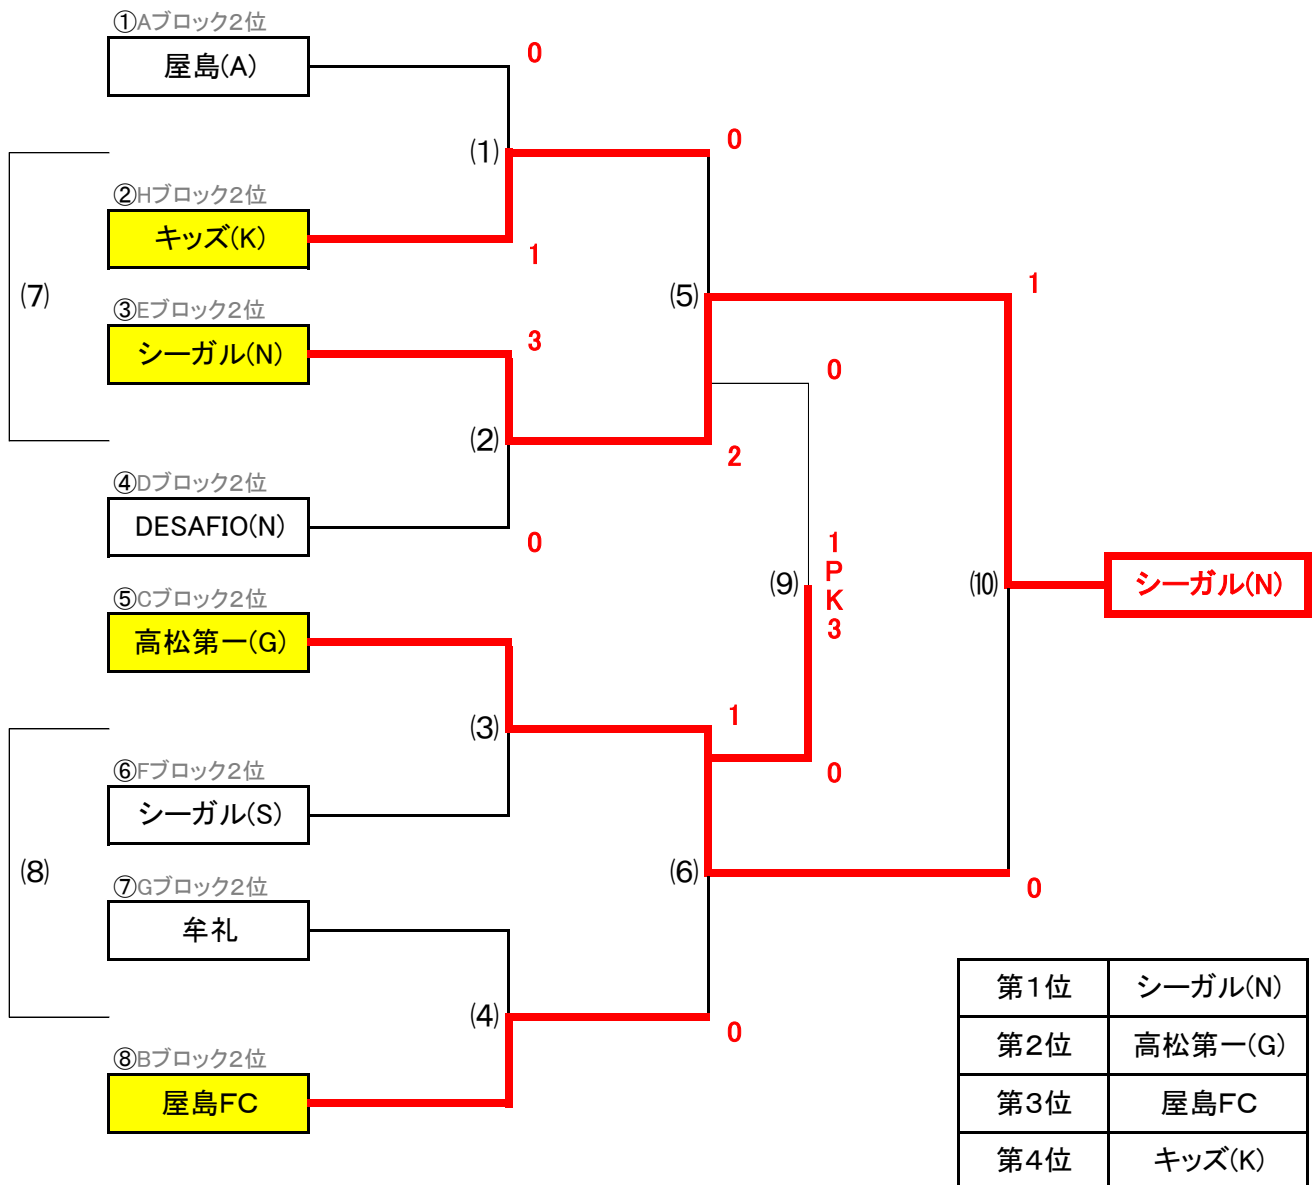 ①Aブロック2位
屋島(A)
0
(1)
0
②Hブロック2位
キッズ(K)
1
(7)
(5)
1
③Eブロック2位
シーガル(N)
3
0
(2)
2
④Dブロック2位
DESAFIO(N)
0
(9)
1
P
K
3
(10)
シーガル(N)
⑤Cブロック2位
高松第一(G)
(3)
1
0
⑥Fブロック2位
シーガル(S)
(8)
(6)
0
⑦Gブロック2位
牟礼
(4)
0
⑧Bブロック2位
屋島FC
第1位 シーガル(N)
第2位 高松第一(G)
第3位 屋島FC
第4位 キッズ(K)